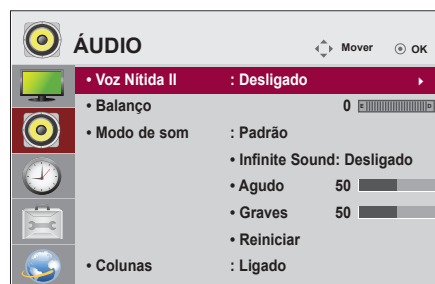 ÁUDIO
Mover OK
• Voz Nítida II : Desligado
• Balanço 0 E D
• Modo de som : Padrão
• Infinite Sound: Desligado
• Agudo 50
• Graves 50
• Reiniciar
• Colunas : Ligado